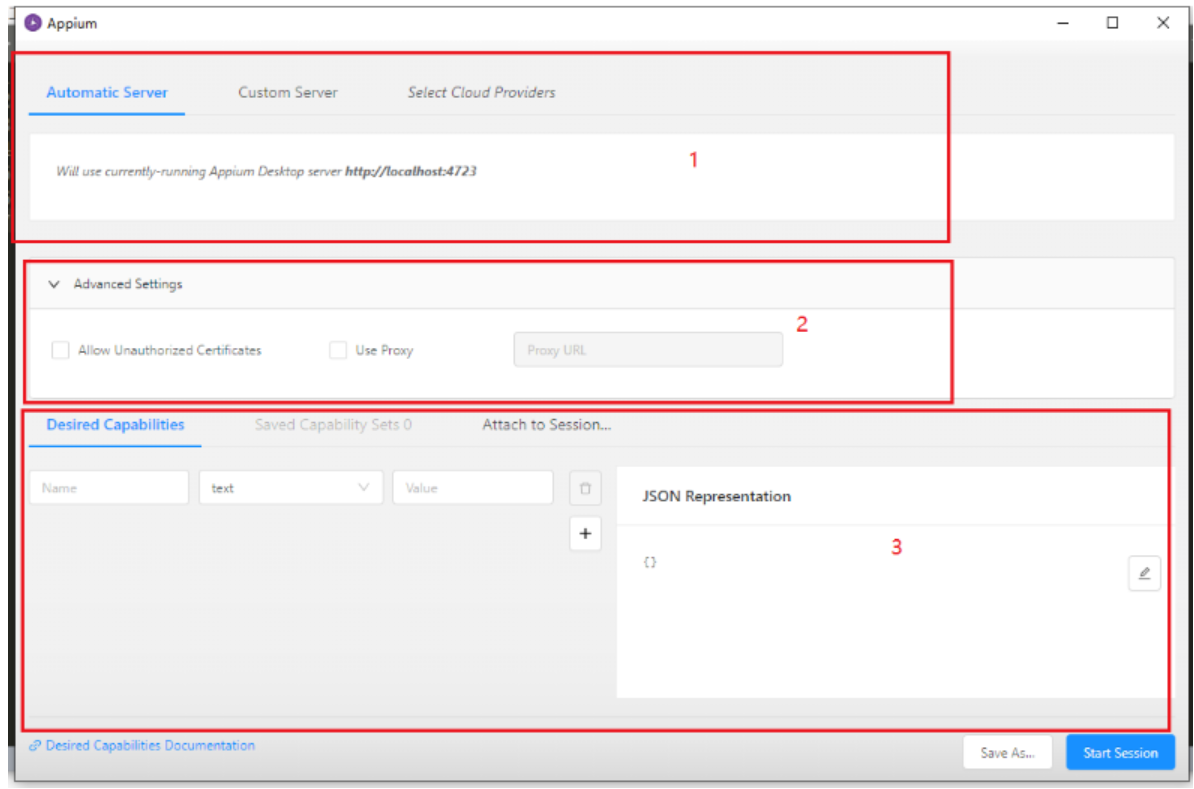 Appium
Automatic Server Custom Server Select Cloud Providers
1
Will use currently-running Appium Desktop server http://localhost:4723
Advanced Settings
2
Allow Unauthorized Certificates Use Proxy Proxy URL
Desired Capabilities Saved Capability Sets 0 Attach to Session...
Name text Value
JSON Representation
+
3
{}
Desired Capabilities Documentation
Save As... Start Session